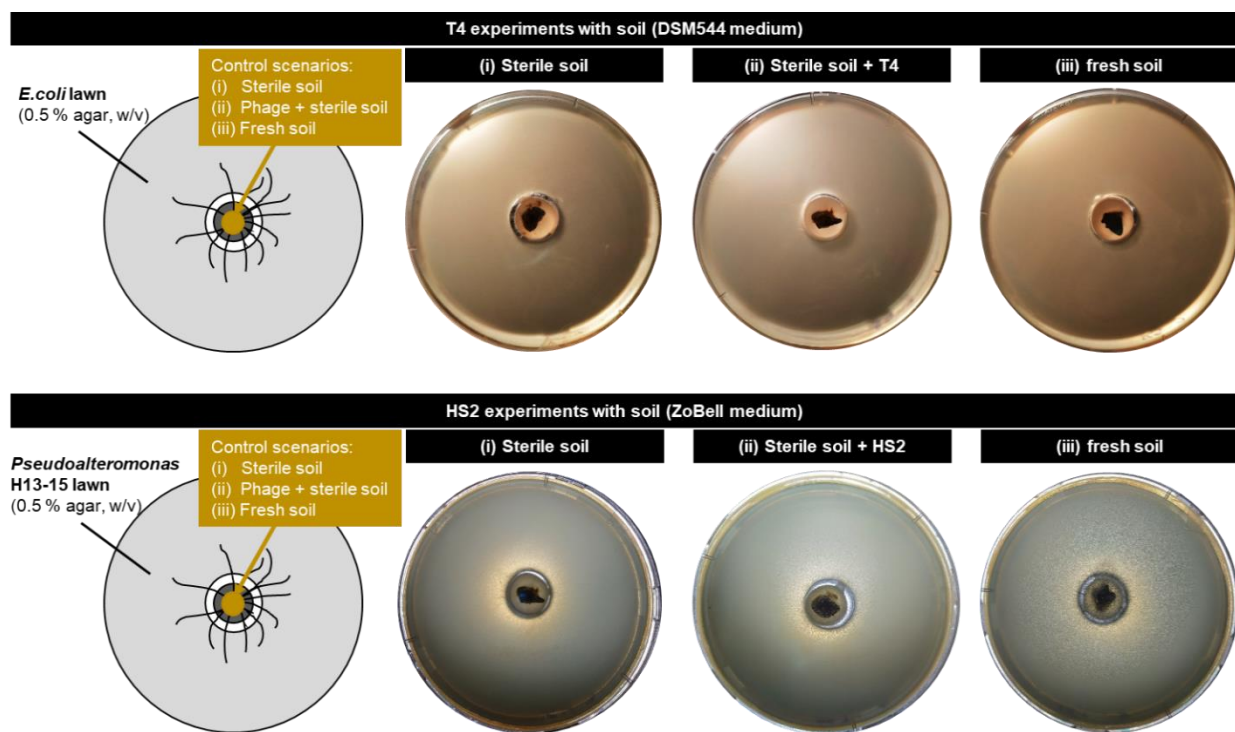 T4 experiments with soil (DSM544 medium)
E.coli lawn
(0.5 % agar, w/v)
Control scenarios:
(i) Sterile soil
(ii) Phage + sterile soil
(iii) Fresh soil
(i) Sterile soil
(ii) Sterile soil + T4
(iii) fresh soil
HS2 experiments with soil (ZoBell medium)
Pseudoalteromonas
H13-15 lawn
(0.5 % agar, w/v)
Control scenarios:
(i) Sterile soil
(ii) Phage + sterile soil
(iii) Fresh soil
(i) Sterile soil
(ii) Sterile soil + HS2
(iii) fresh soil